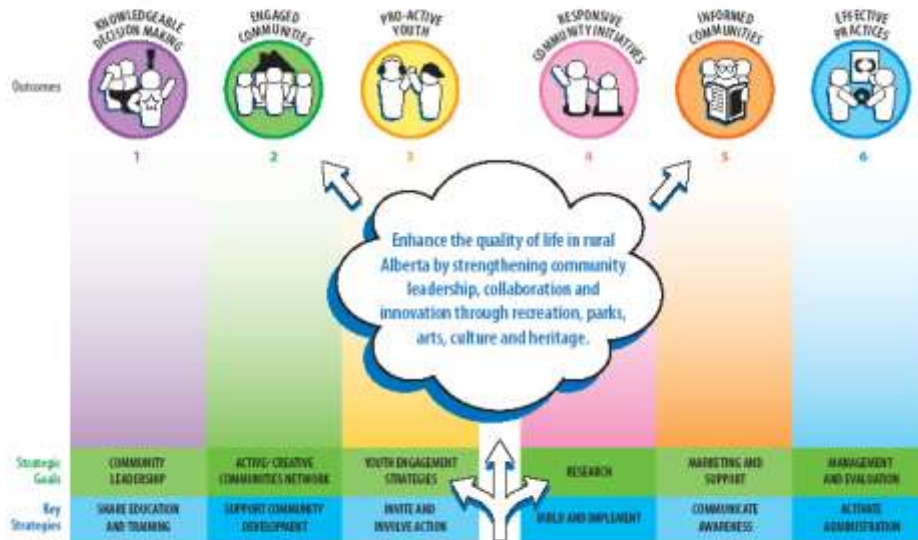 KNOWLEDGEABLE
DECISION MAKING
ENGAGED
COMMUNITIES
PRO-ACTIVE
YOUTH
RESPONSIVE
COMMUNITY INITIATIVES
INFORMED
COMMUNITIES
EFFECTIVE
PRACTICES
Outcomes
1
2
3
4
5
6
Enhance the quality of life in rural
Alberta by strengthening community
leadership, collaboration and
innovation through recreation, parks,
arts, culture and heritage.
Strategic
Goals
COMMUNITY
LEADERSHIP
ACTIVE/ CREATIVE
COMMUNITIES NETWORK
YOUTH ENGAGEMENT
STRATEGIES
RESEARCH
MARKETING AND
SUPPORT
MANAGEMENT
AND EVALUATION
Key
Strategies
SHARE EDUCATION
AND TRAINING
SUPPORT COMMUNITY
DEVELOPMENT
INVITE AND
INVOLVE ACTION
BUILD AND IMPLEMENT
COMMUNICATE
AWARENESS
ACTIVATE
ADMINISTRATION